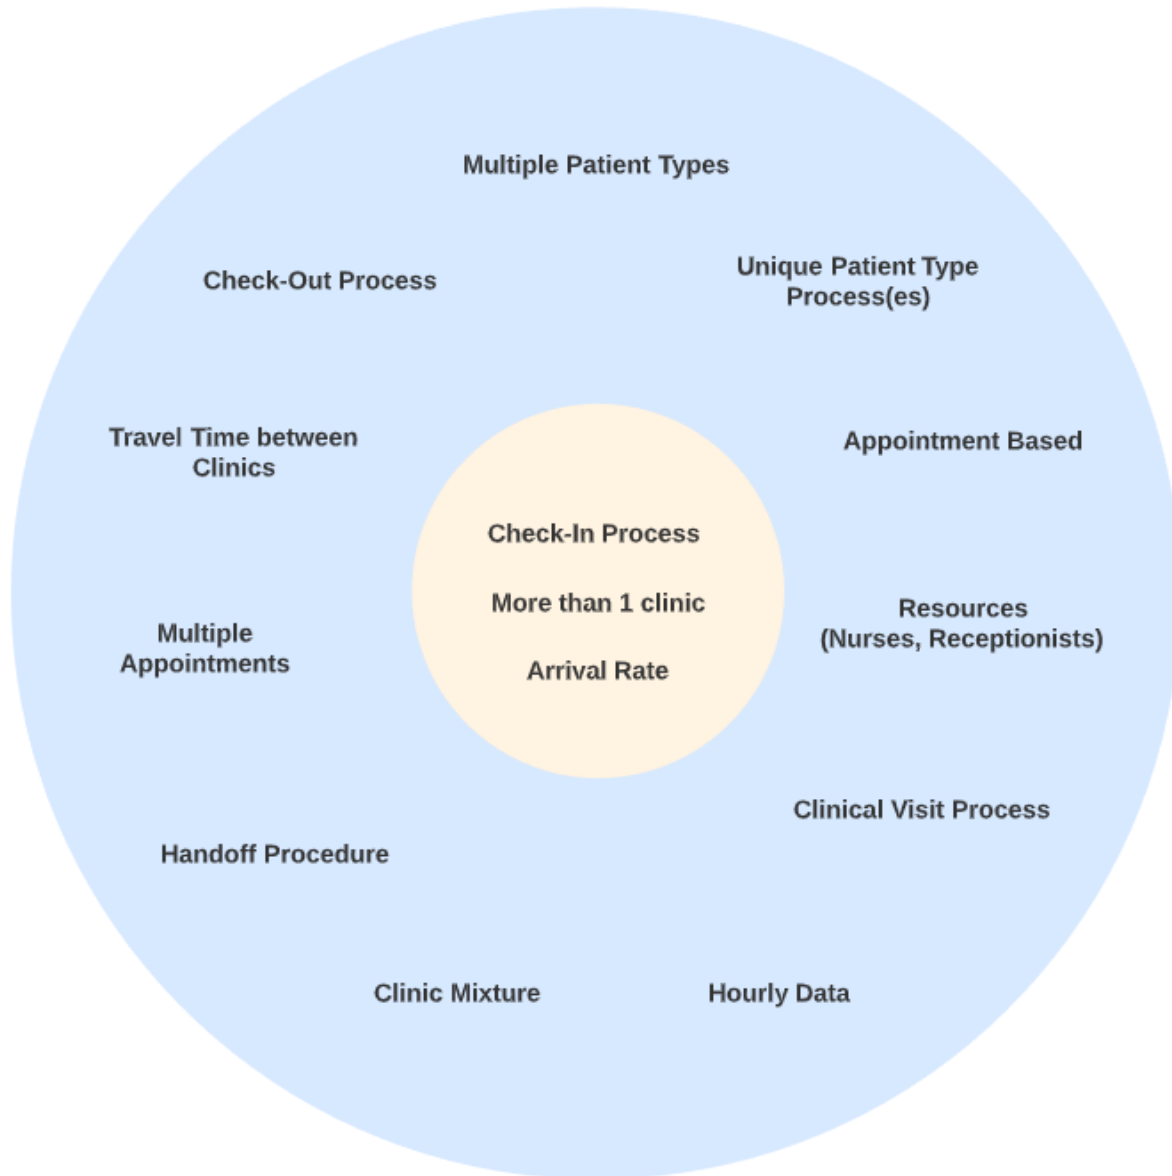 Multiple Patient Types
Check-Out Process
Unique Patient Type
Process(es)
Travel Time between
Clinics
Appointment Based
Check-In Process
More than 1 clinic
Arrival Rate
Multiple
Appointments
Resources
(Nurses, Receptionists)
Clinical Visit Process
Handoff Procedure
Clinic Mixture
Hourly Data